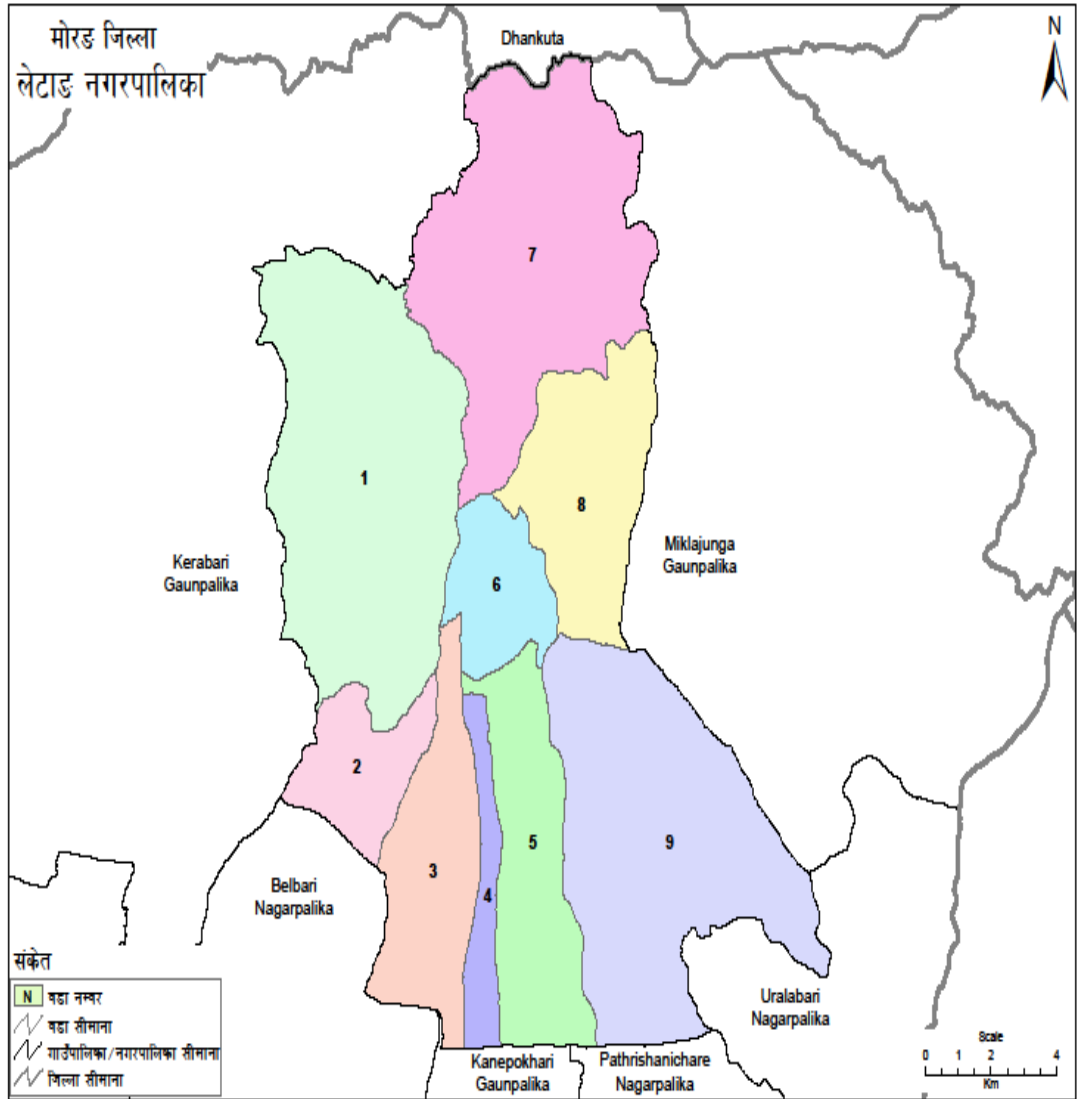 मोरङ जिल्ला
लेटाङ नगरपालिका
Dhankuta
N
7
1
8
Kerabari
Gaunpalika
Miklajunga
Gaunpalika
6
2
3
4
5
9
Belbari
Nagarpalika
Uralabari
Nagarpalika
Kanepokhari
Gaunpalika
Pathrishanichare
Nagarpalika
संकेत
N वडा नम्बर
वडा सीमाना
गाउँपालिका/नगरपालिका सीमाना
जिल्ला सीमाना
Scale
0 1 2 4
Km